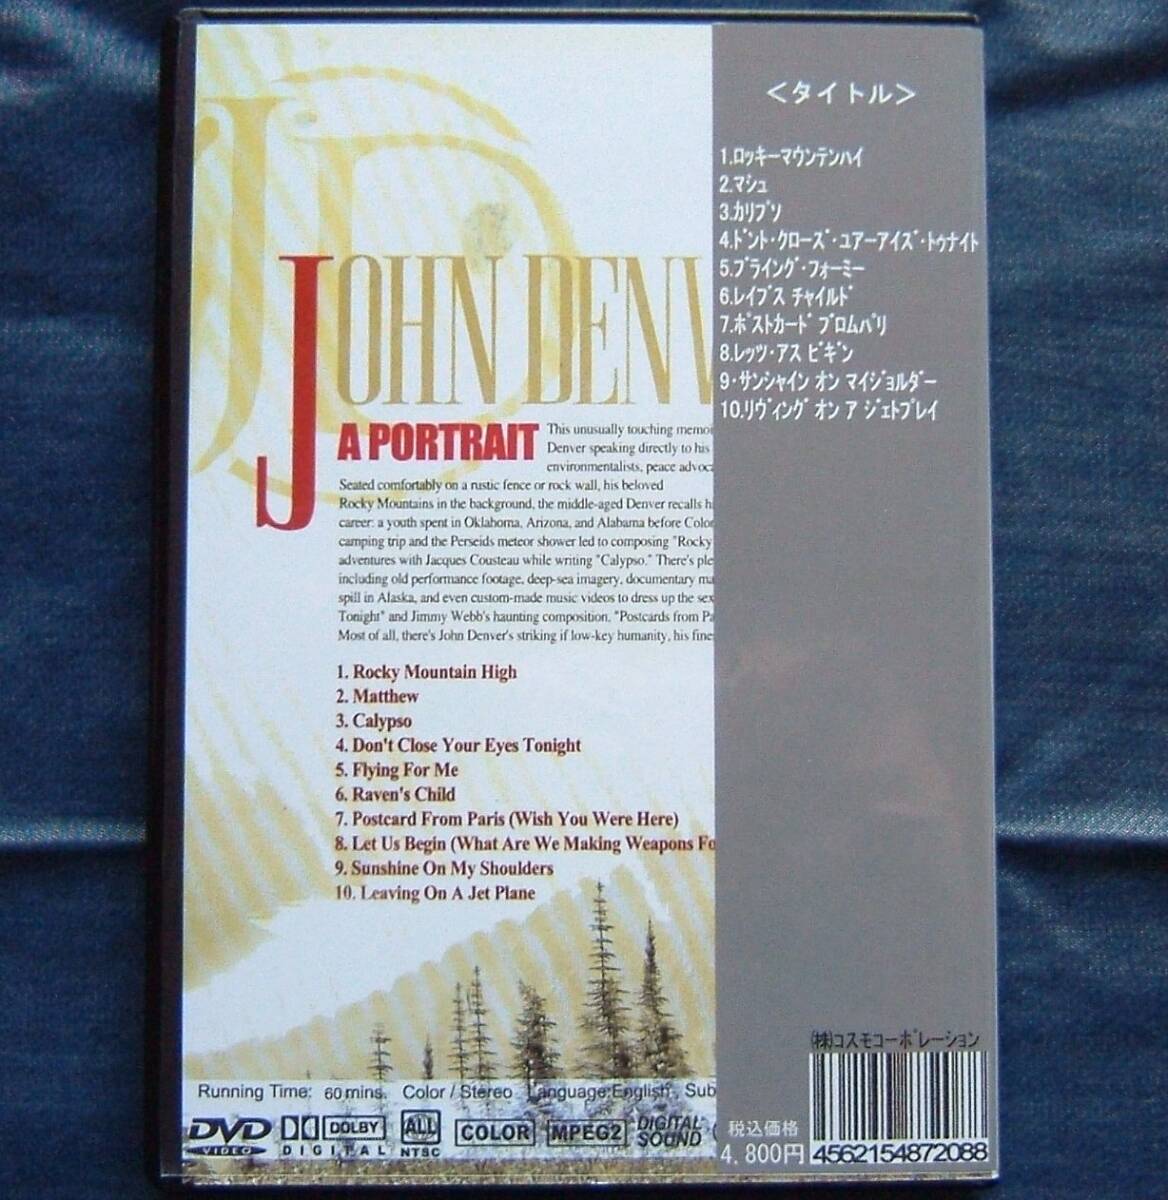 JD
JOHN DENV
A PORTRAIT
This unusually touching memoi
Denver speaking directly to his
environmentalists, peace advoca
Seated comfortably on a rustic fence or rock wall, his beloved
Rocky Mountains in the background, the middle-aged Denver recalls h
career: a youth spent in Oklahoma, Arizona, and Alabama before Color
camping trip and the Perseids meteor shower led to composing "Rocky
adventures with Jacques Cousteau while writing "Calypso." There's ple
including old performance footage, deep-sea imagery, documentary ma
spill in Alaska, and even custom-made music videos to dress up the sex
Tonight" and Jimmy Webb's haunting composition, "Postcards from Pa
Most of all, there's John Denver's striking if low-key humanity, his fine
1. Rocky Mountain High
2. Matthew
3. Calypso
4. Don't Close Your Eyes Tonight
5. Flying For Me
6. Raven's Child
7. Postcard From Paris (Wish You Were Here)
8. Let Us Begin (What Are We Making Weapons Fo
9. Sunshine On My Shoulders
10. Leaving On A Jet Plane
Running Time: 60 mins. Color / Stereo Language:English , Sub
DVD VIDEO DOLBY DIGITAL ALL NTSC COLOR MPEG2 DIGITAL SOUND
<タイトル>
1.ロッキーマウンテンハイ
2.マシュ
3.カリプソ
4.ドント・クローズ・ユアーアイズ・トゥナイト
5.ブライング・フォーミー
6.レイブス チャイルド
7.ポストカード ブロムパリ
8.レッツ・アス ビギン
9・サンシャイン オン マイジョルダー
10.リヴィング オン ア ジェトプレイ
㈱コスモコーポレーション
税込価格
4,800円
4562154872088